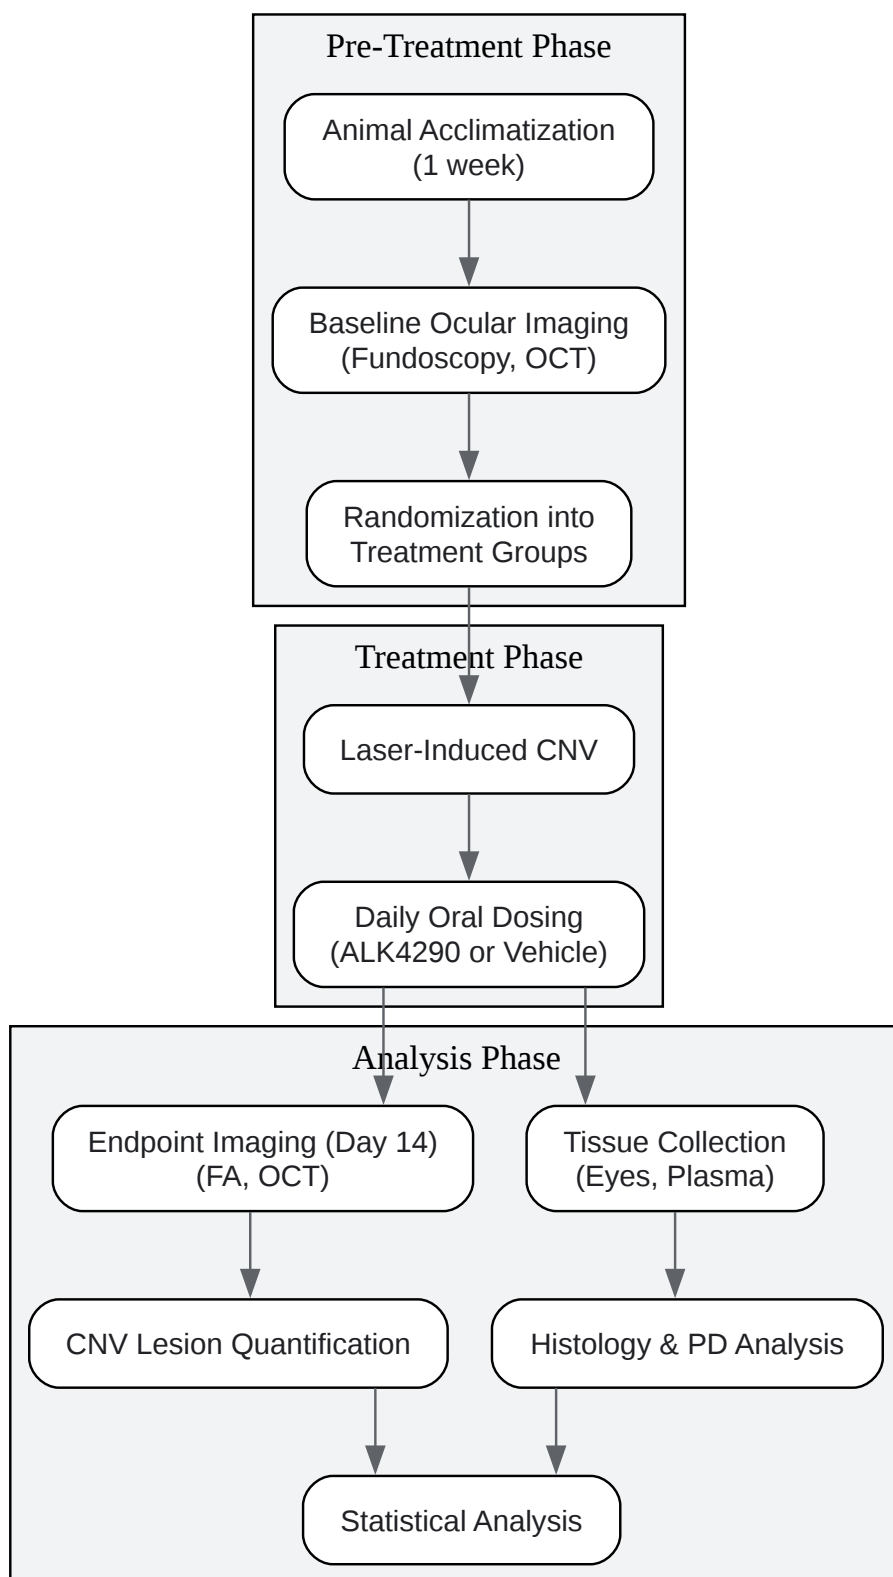 Pre-Treatment Phase
Animal Acclimatization
(1 week)
Baseline Ocular Imaging
(Fundoscopy, OCT)
Randomization into
Treatment Groups
Treatment Phase
Laser-Induced CNV
Daily Oral Dosing
(ALK4290 or Vehicle)
Analysis Phase
Endpoint Imaging (Day 14)
(FA, OCT)
Tissue Collection
(Eyes, Plasma)
CNV Lesion Quantification
Histology & PD Analysis
Statistical Analysis